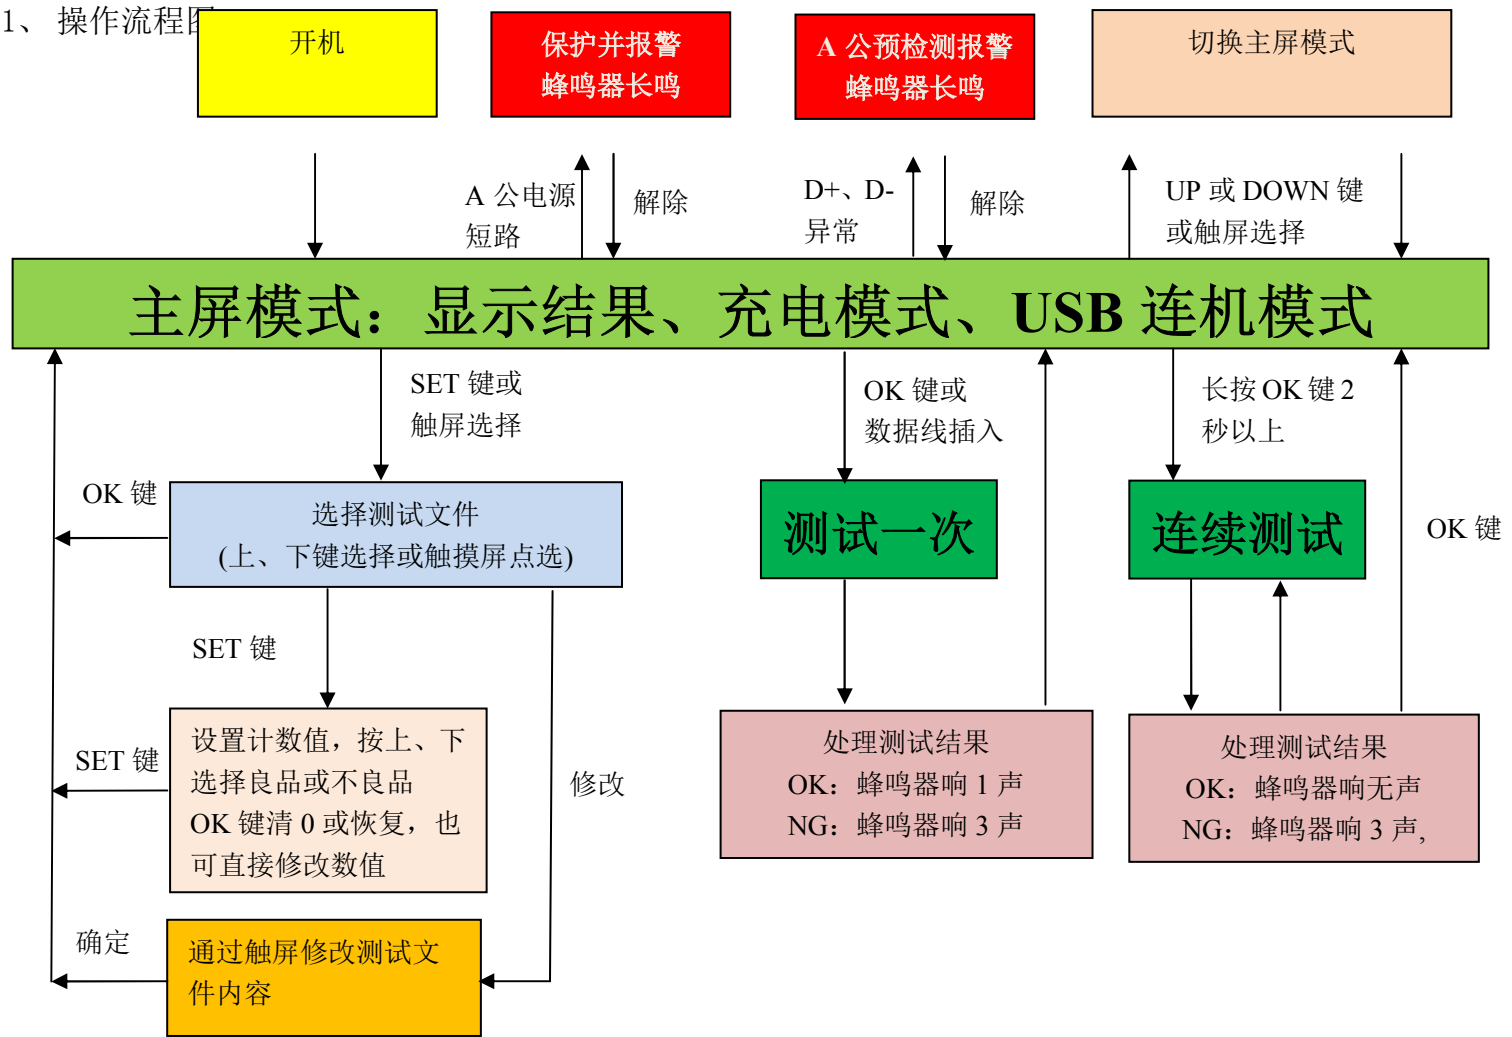 1、 操作流程图
开机
保护并报警
蜂鸣器长鸣
A 公预检测报警
蜂鸣器长鸣
切换主屏模式
A 公电源
短路
解除
D+、D-
异常
解除
UP 或 DOWN 键
或触屏选择
主屏模式：显示结果、充电模式、USB 连机模式
SET 键或
触屏选择
OK 键或
数据线插入
长按 OK 键 2
秒以上
OK 键
选择测试文件
(上、下键选择或触摸屏点选)
测试一次
连续测试
OK 键
SET 键
设置计数值，按上、下
选择良品或不良品
OK 键清 0 或恢复，也
可直接修改数值
SET 键
修改
处理测试结果
OK：蜂鸣器响 1 声
NG：蜂鸣器响 3 声
处理测试结果
OK：蜂鸣器响无声
NG：蜂鸣器响 3 声,
确定
通过触屏修改测试文
件内容